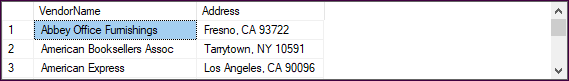 VendorName Address
1 Abbey Office Furnishings Fresno, CA 93722
2 American Booksellers Assoc Tarrytown, NY 10591
3 American Express Los Angeles, CA 90096